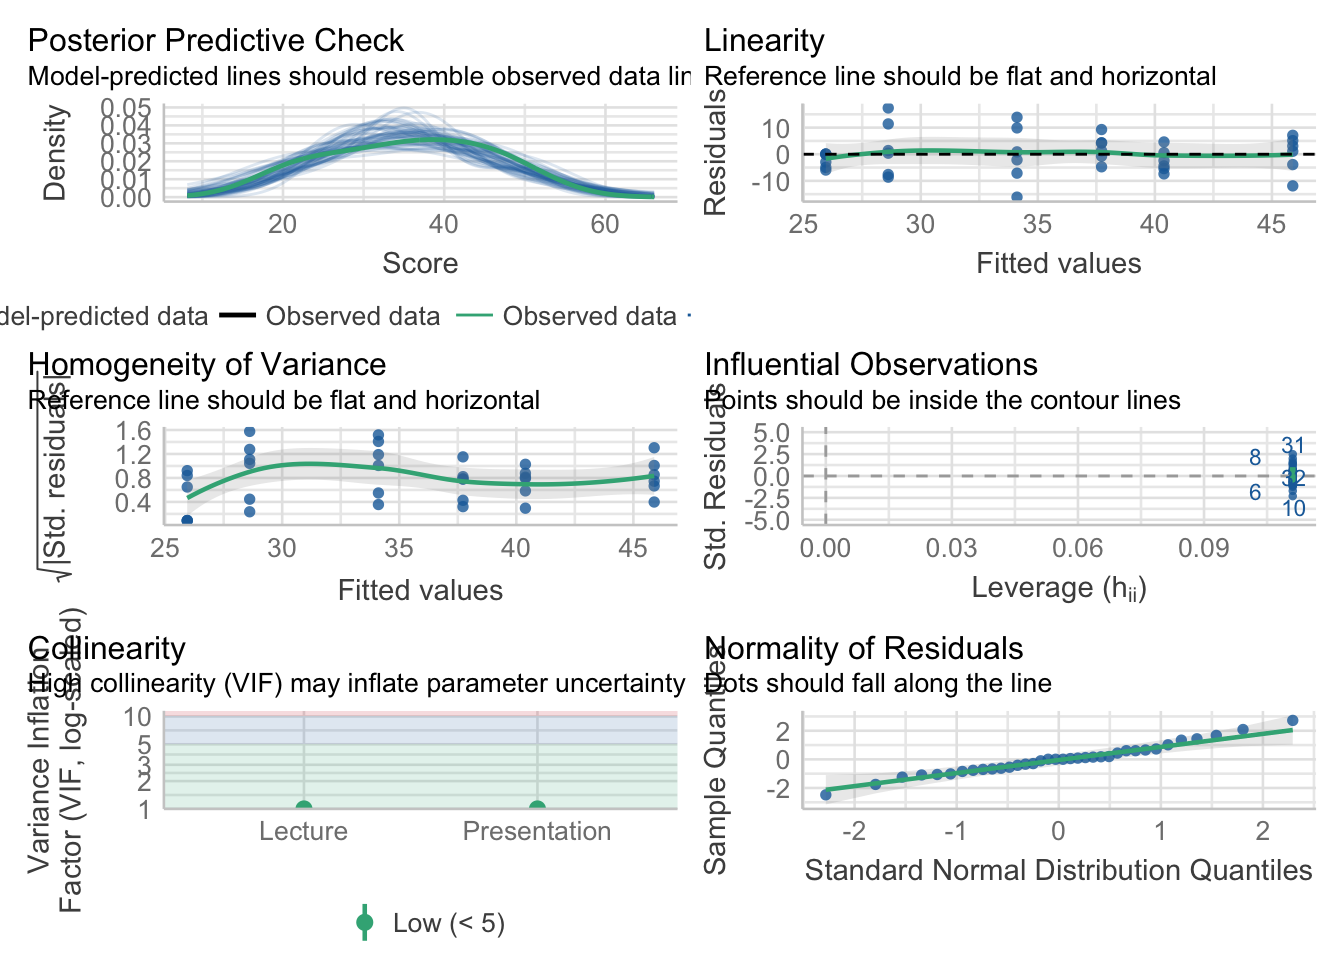 Posterior Predictive Check
Model-predicted lines should resemble observed data lin
Density
0.05
0.04
0.03
0.02
0.01
0.00
20 40 60
Score
del-predicted data Observed data Observed data
Linearity
Reference line should be flat and horizontal
Residuals
10
0
-10
25 30 35 40 45
Fitted values
Homogeneity of Variance
Reference line should be flat and horizontal
√|Std. residuals|
1.6
1.2
0.8
0.4
25 30 35 40 45
Fitted values
Influential Observations
Points should be inside the contour lines
Std. Residuals
5.0
2.5
0.0
-2.5
-5.0
31
8
32
6
10
0.00 0.03 0.06 0.09
Leverage (hii)
Collinearity
High collinearity (VIF) may inflate parameter uncertainty
Variance Inflation
Factor (VIF, log-scaled)
10
5
3
2
1
Lecture Presentation
Low (< 5)
Normality of Residuals
Dots should fall along the line
Sample Quantiles
2
0
-2
-2 -1 0 1 2
Standard Normal Distribution Quantiles